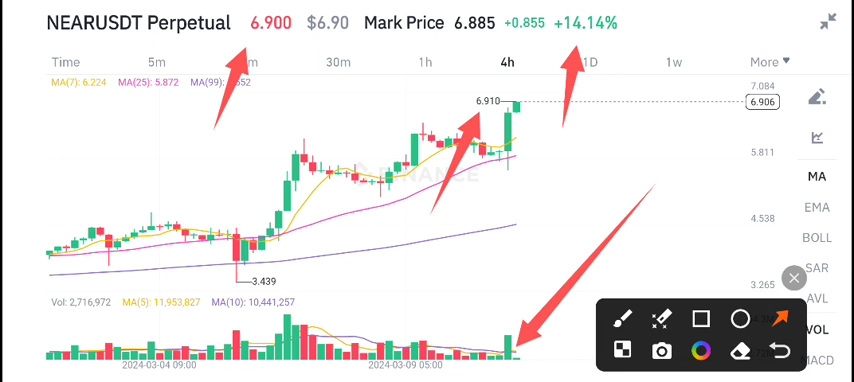 NEARUSDT Perpetual 6.900 $6.90 Mark Price 6.885 +0.855 +14.14%
Time 5m 30m 1h 4h 1D 1w More
MA(7): 6.224 MA(25): 5.872 MA(99):
7.084
6.910
6.906
5.811
BINANCE
MA
EMA
4.538
BOLL
SAR
3.439
3.265
AVL
Vol: 2,716,972 MA(5): 11,953,827 MA(10): 10,441,257
VOL
MACD
2024-03-04 09:00 2024-03-09 05:00